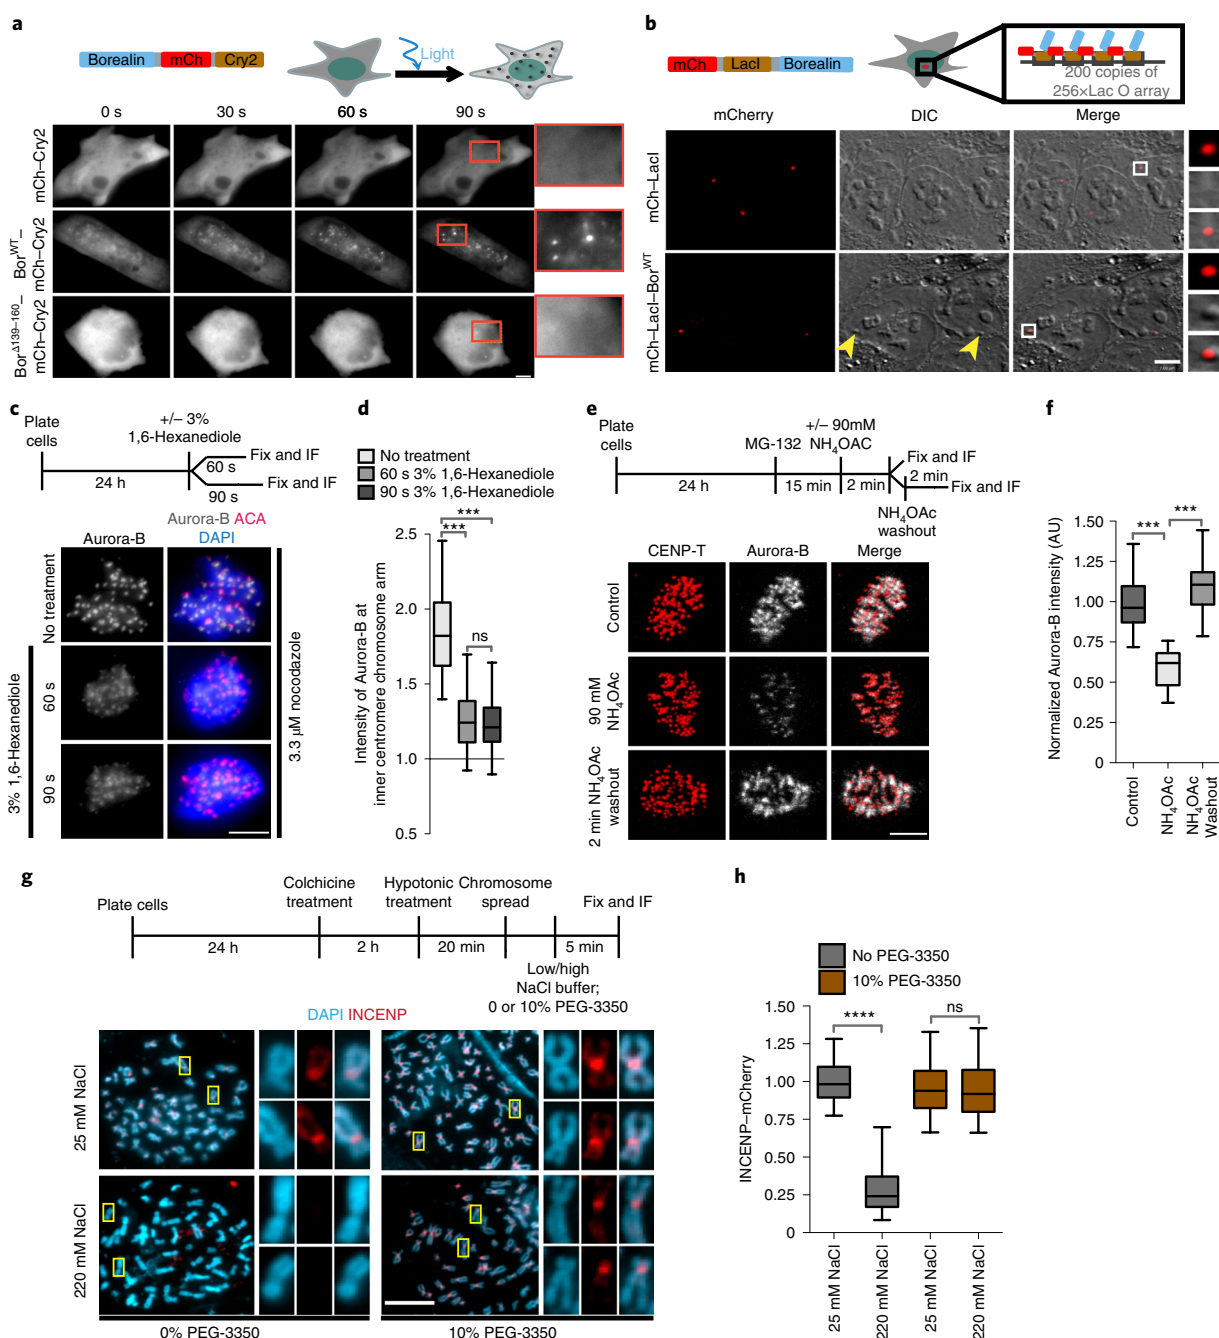 a
Borealin
mCh
Cry2
Light
0 s
30 s
60 s
90 s
mCh–Cry2
Bor^WT_
mCh–Cry2
Bor^Δ139–160_
mCh–Cry2
b
mCh
LacI
Borealin
200 copies of
256×Lac O array
mCherry
DIC
Merge
mCh–LacI
mCh–LacI–Bor^WT
c
Plate
cells
+/– 3%
1,6-Hexanediole
24 h
60 s
Fix and IF
90 s
Fix and IF
Aurora-B
Aurora-B ACA
DAPI
No treatment
60 s
90 s
3% 1,6-Hexanediole
3.3 μM nocodazole
d
No treatment
60 s 3% 1,6-Hexanediole
90 s 3% 1,6-Hexanediole
Intensity of Aurora-B at
inner centromere chromosome arm
2.5
2.0
1.5
1.0
0.5
***
***
ns
e
Plate
cells
MG-132
+/– 90mM
NH₄OAC
24 h
15 min
2 min
Fix and IF
2 min
Fix and IF
NH₄OAc
washout
CENP-T
Aurora-B
Merge
Control
90 mM
NH₄OAc
2 min NH₄OAc
washout
f
Normalized Aurora-B intensity (AU)
1.50
1.25
1.00
0.75
0.50
0.25
0
***
***
Control
NH₄OAc
NH₄OAc
Washout
g
Plate cells
Colchicine
treatment
Hypotonic
treatment
Chromosome
spread
Fix and IF
24 h
2 h
20 min
5 min
Low/high
NaCl buffer;
0 or 10% PEG-3350
DAPI INCENP
25 mM NaCl
220 mM NaCl
0% PEG-3350
10% PEG-3350
h
No PEG-3350
10% PEG-3350
INCENP–mCherry
1.50
1.25
1.00
0.75
0.50
0.25
0
****
ns
25 mM NaCl
220 mM NaCl
25 mM NaCl
220 mM NaCl